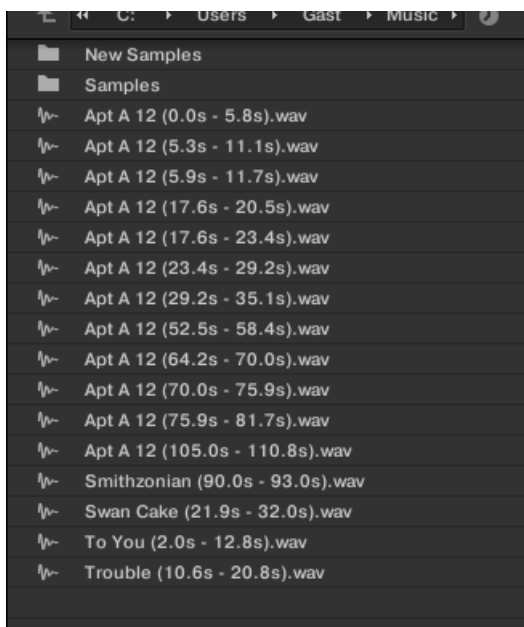 C: Users Gast Music
New Samples
Samples
Apt A 12 (0.0s - 5.8s).wav
Apt A 12 (5.3s - 11.1s).wav
Apt A 12 (5.9s - 11.7s).wav
Apt A 12 (17.6s - 20.5s).wav
Apt A 12 (17.6s - 23.4s).wav
Apt A 12 (23.4s - 29.2s).wav
Apt A 12 (29.2s - 35.1s).wav
Apt A 12 (52.5s - 58.4s).wav
Apt A 12 (64.2s - 70.0s).wav
Apt A 12 (70.0s - 75.9s).wav
Apt A 12 (75.9s - 81.7s).wav
Apt A 12 (105.0s - 110.8s).wav
Smithzonian (90.0s - 93.0s).wav
Swan Cake (21.9s - 32.0s).wav
To You (2.0s - 12.8s).wav
Trouble (10.6s - 20.8s).wav